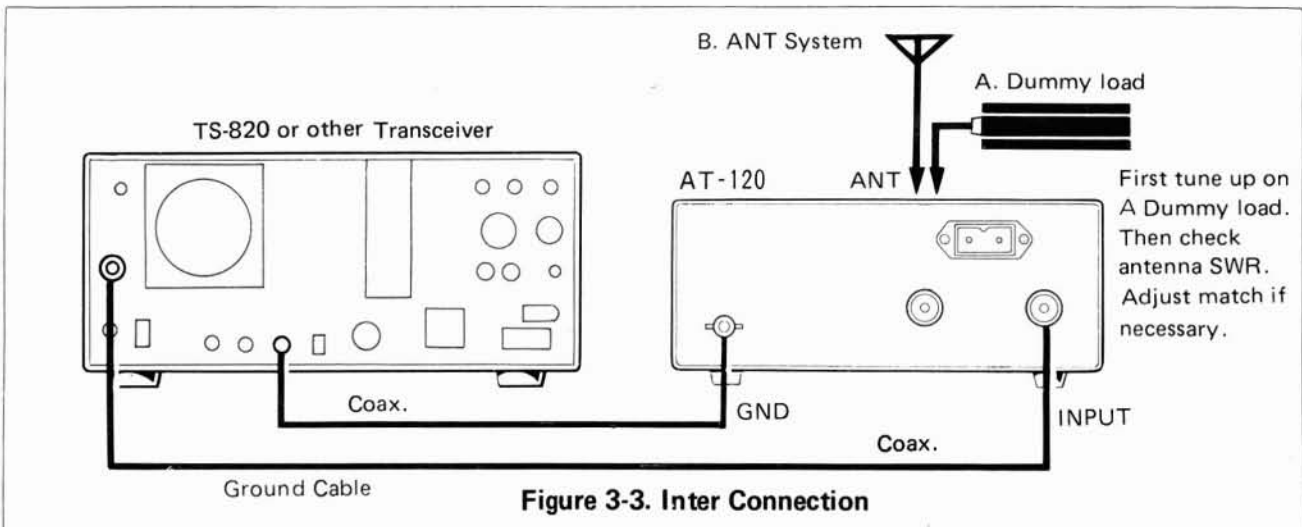 B. ANT System
A. Dummy load
TS-820 or other Transceiver
AT-120
ANT
First tune up on
A Dummy load.
Then check
antenna SWR.
Adjust match if
necessary.
Coax.
GND
INPUT
Coax.
Ground Cable
Figure 3-3. Inter Connection